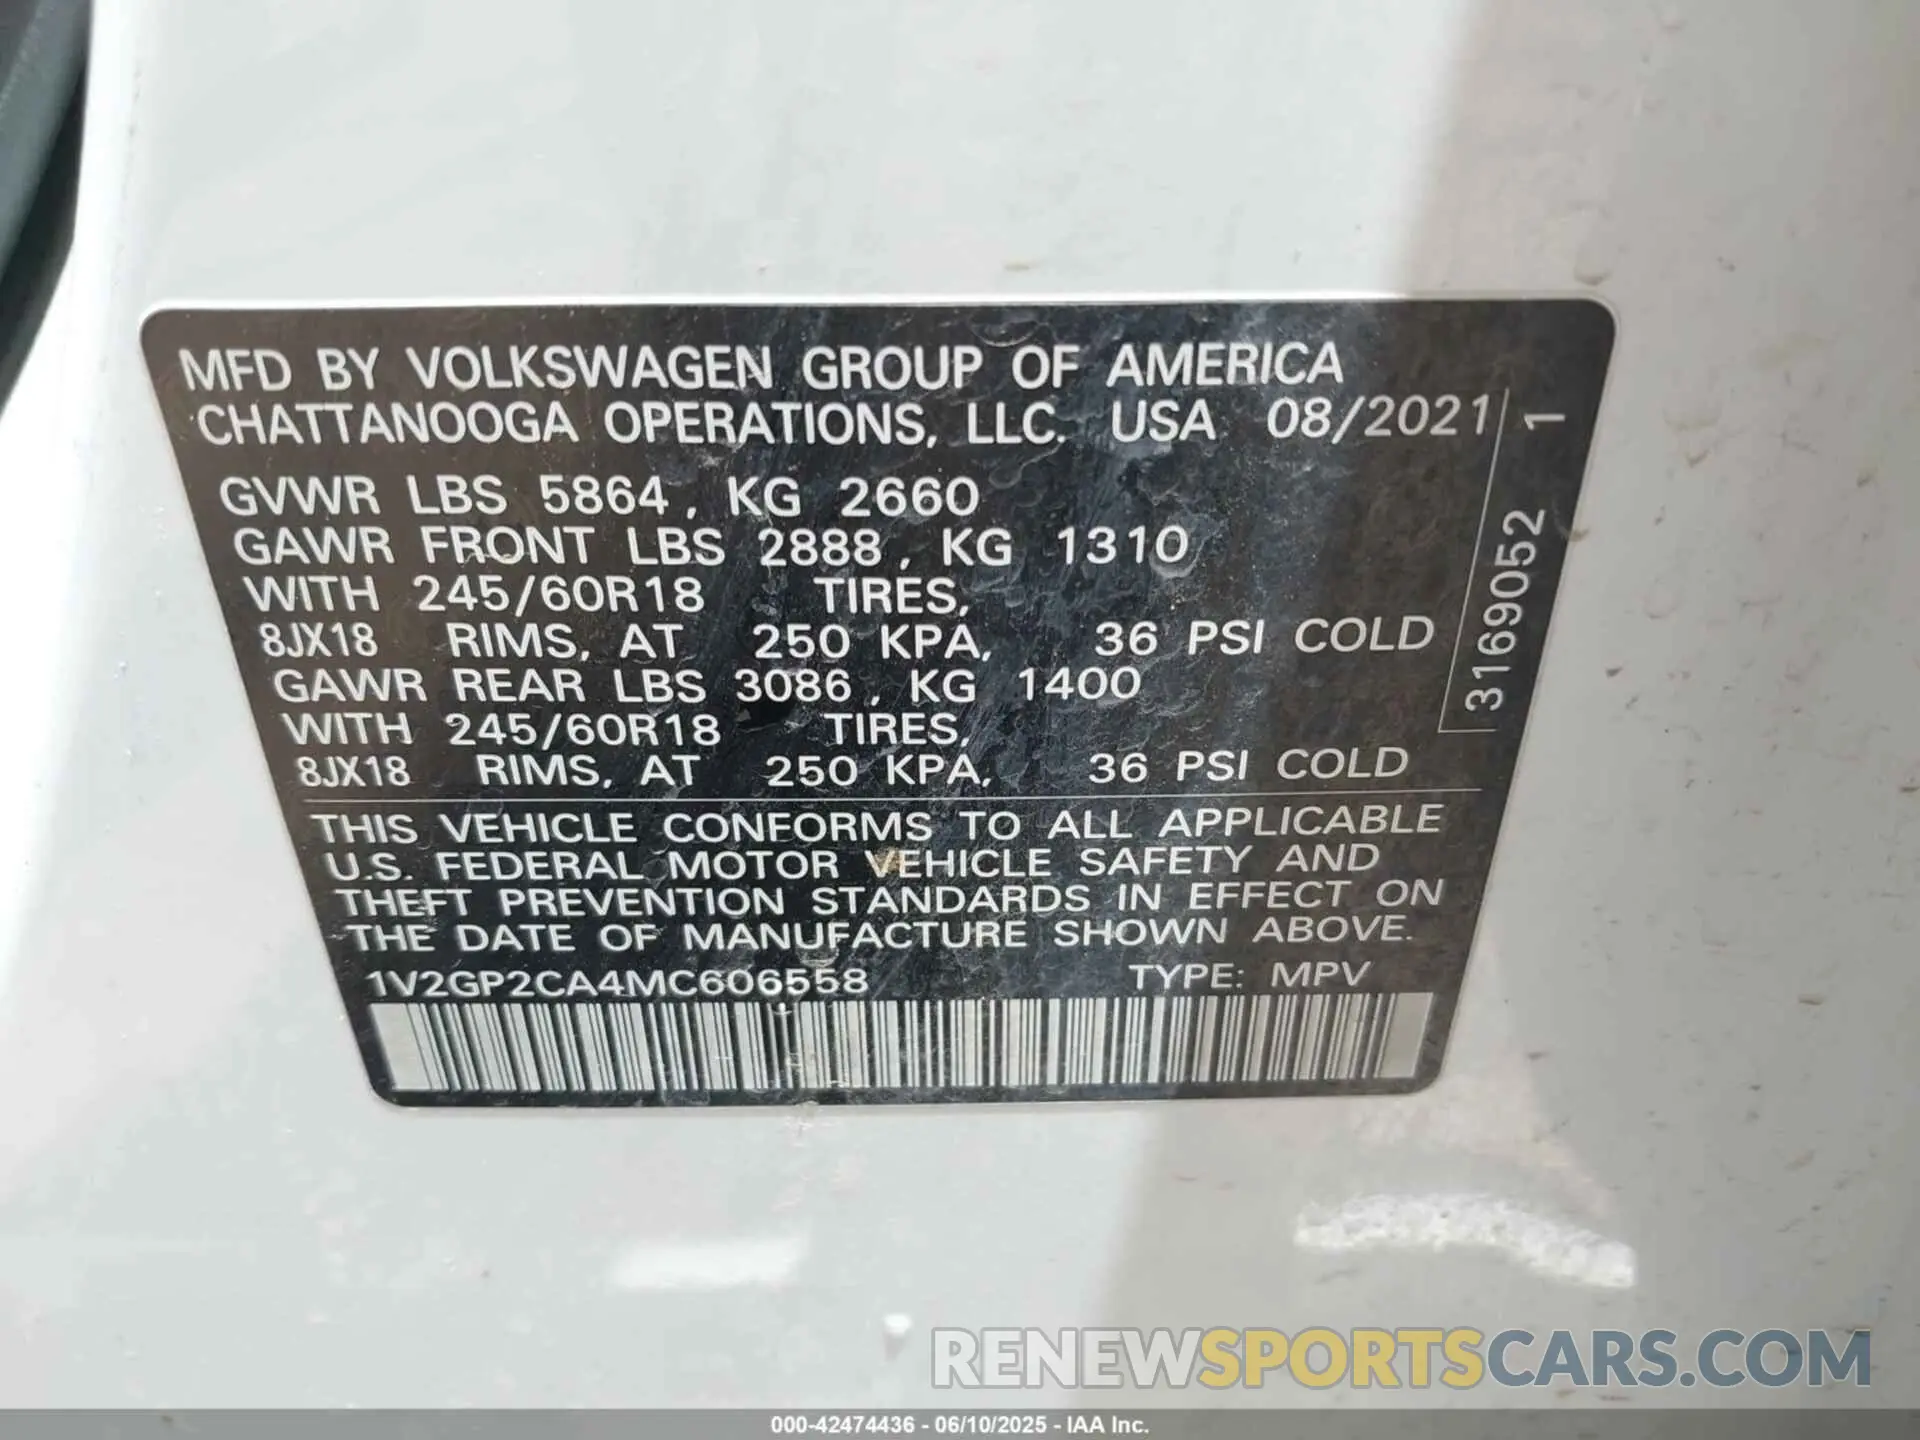 MFD BY VOLKSWAGEN GROUP OF AMERICA
CHATTANOOGA OPERATIONS, LLC. USA 08/2021
GVWR LBS 5864, KG 2660
GAWR FRONT LBS 2888, KG 1310
WITH 245/60R18 TIRES,
8JX18 RIMS, AT 250 KPA, 36 PSI COLD
GAWR REAR LBS 3086, KG 1400
WITH 245/60R18 TIRES,
8JX18 RIMS, AT 250 KPA, 36 PSI COLD
THIS VEHICLE CONFORMS TO ALL APPLICABLE
U.S. FEDERAL MOTOR VEHICLE SAFETY AND
THEFT PREVENTION STANDARDS IN EFFECT ON
THE DATE OF MANUFACTURE SHOWN ABOVE.
1V2GP2CA4MC606558 TYPE: MPV
3169052 1
RENEWSPORTSCARS.COM
000-42474436 - 06/10/2025 - IAA Inc.